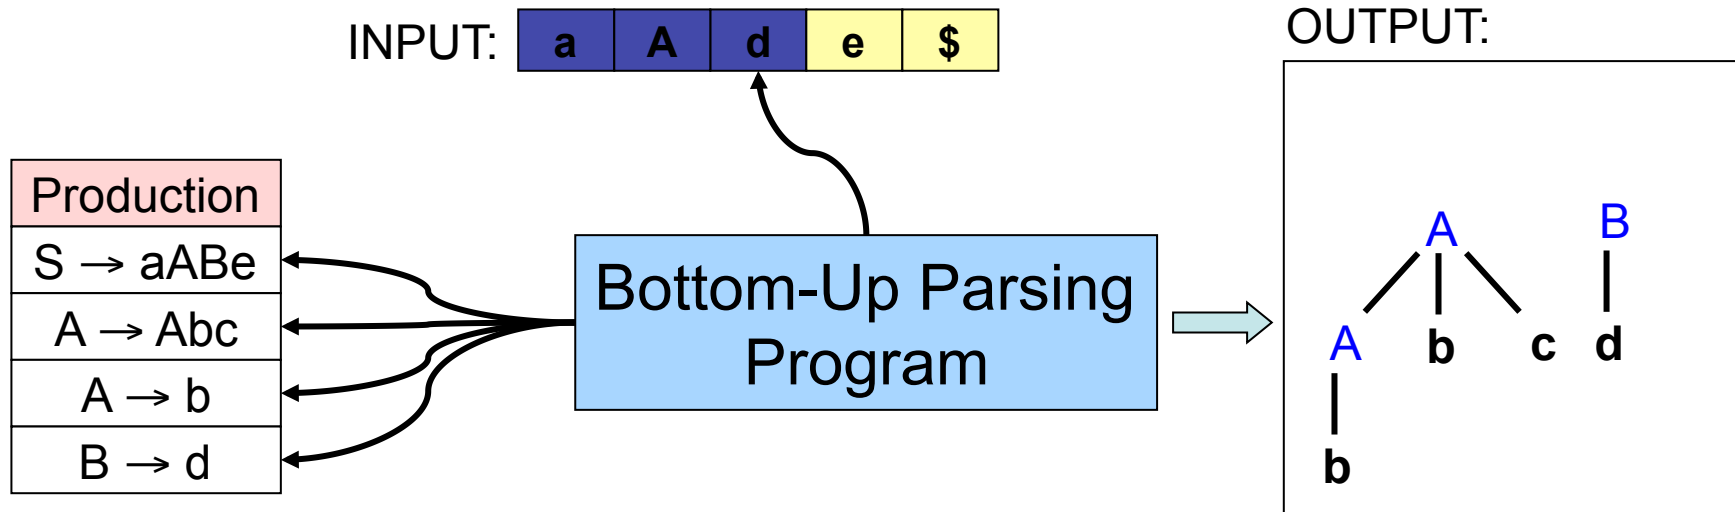 INPUT: a A d e $
OUTPUT:
Production
S → aABe
A → Abc
A → b
B → d
Bottom-Up Parsing
Program
A B
A b c d
b